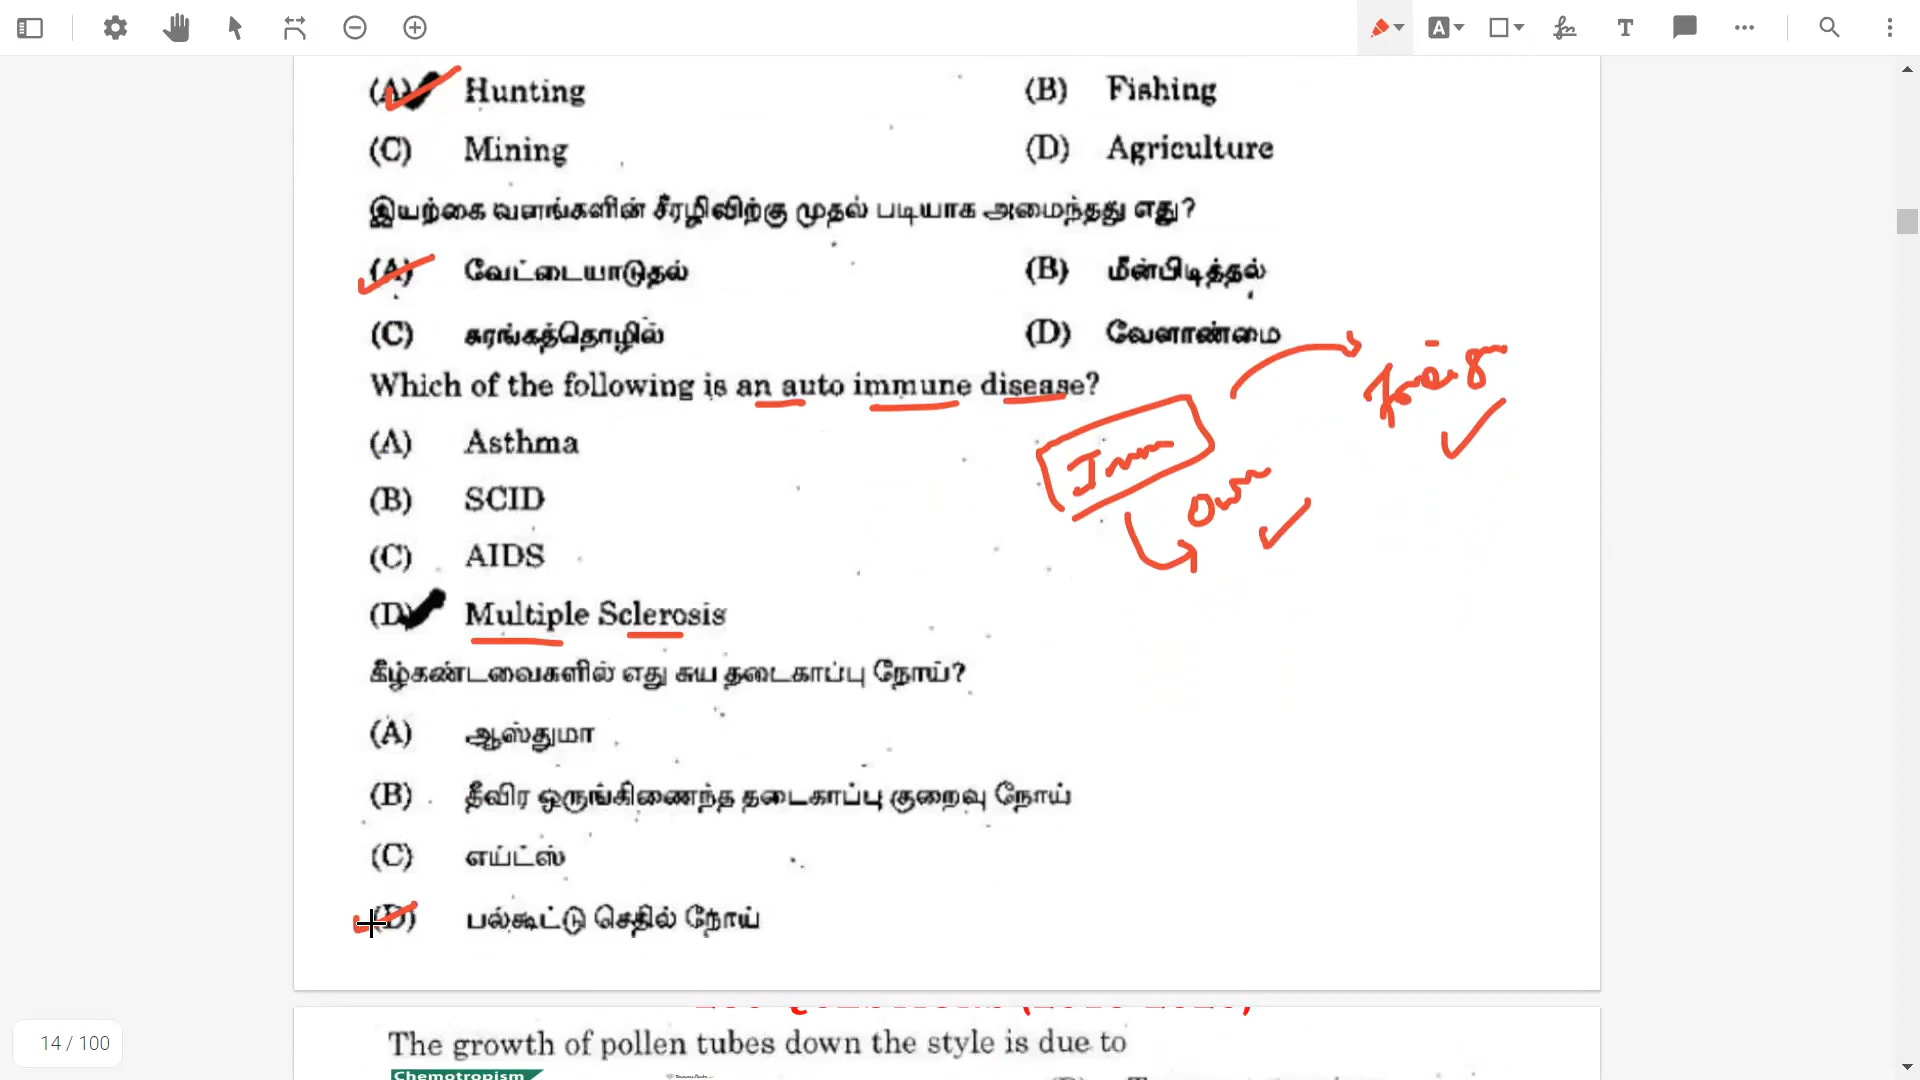 (A) Hunting (B) Fishing
(C) Mining (D) Agriculture
இயற்கை வளங்களின் சீரழிவிற்கு முதல் படியாக அமைந்தது எது?
(A) வேட்டையாடுதல் (B) மீன்பிடித்தல்
(C) சுரங்கத்தொழில் (D) வேளாண்மை
Which of the following is an auto immune disease?
(A) Asthma
Imm
(B) SCID
Own
(C) AIDS
(D) Multiple Sclerosis
கீழ்கண்டவைகளில் எது சுய தடைகாப்பு நோய்?
(A) ஆஸ்துமா
(B) தீவிர ஒருங்கிணைந்த தடைகாப்பு குறைவு நோய்
(C) எய்ட்ஸ்
(D) பல்கூட்டு செதில் நோய்
14 / 100
The growth of pollen tubes down the style is due to
Chemotropism